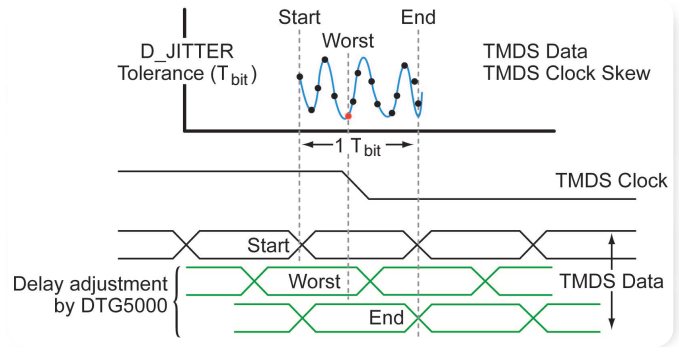 Start
End
Worst
D_JITTER
Tolerance (Tbit)
TMDS Data
TMDS Clock Skew
1 Tbit
TMDS Clock
Start
Delay adjustment
by DTG5000
Worst
TMDS Data
End